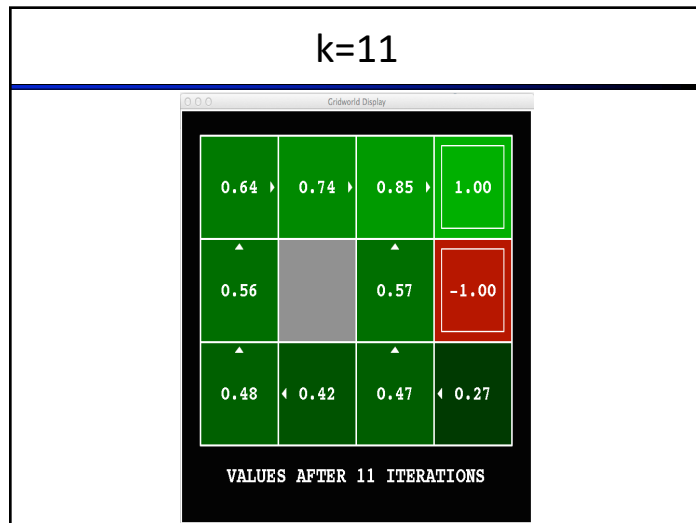 k=11
Gridworld Display
0.64 0.74 0.85 1.00
0.56 0.57 -1.00
0.48 0.42 0.47 0.27
VALUES AFTER 11 ITERATIONS